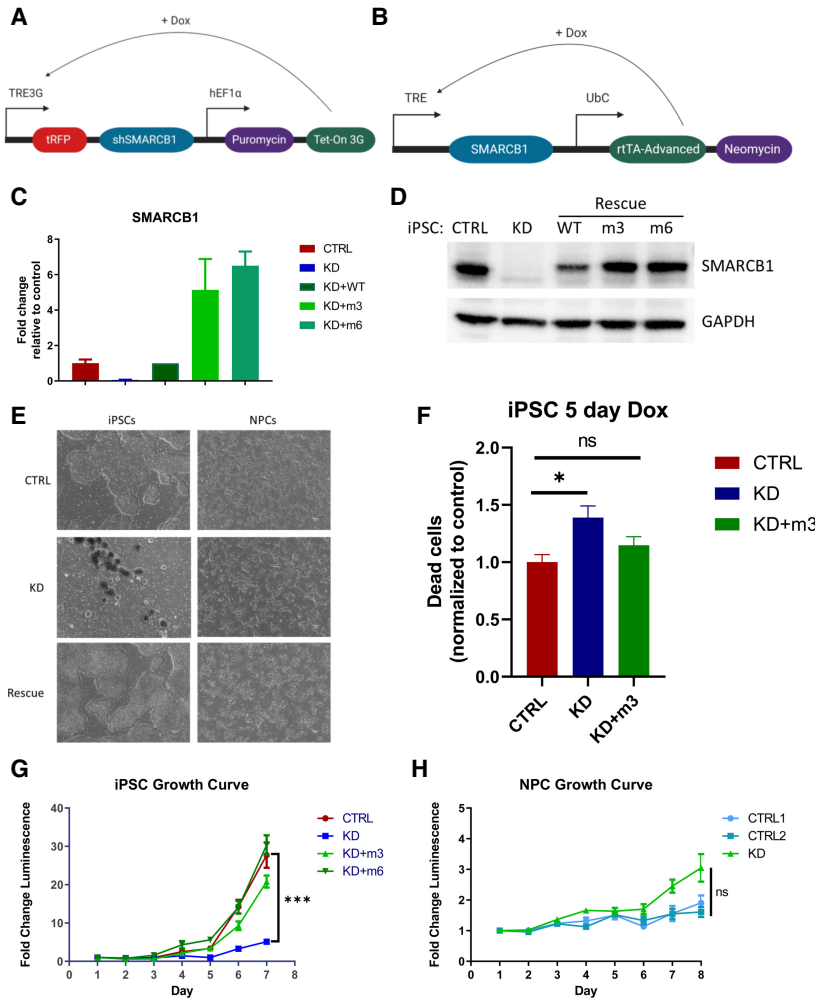 A
+ Dox
TRE3G
hEF1α
tRFP
shSMARCB1
Puromycin
Tet-On 3G
B
+ Dox
TRE
UbC
SMARCB1
rtTA-Advanced
Neomycin
C
SMARCB1
Fold change
relative to control
8
6
4
2
0
CTRL
KD
KD+WT
KD+m3
KD+m6
D
Rescue
iPSC: CTRL KD WT m3 m6
SMARCB1
GAPDH
E
iPSCs NPCs
CTRL
KD
Rescue
F
iPSC 5 day Dox
Dead cells
(normalized to control)
2.0
1.5
1.0
0.5
0.0
ns
*
CTRL
KD
KD+m3
CTRL
KD
KD+m3
G
iPSC Growth Curve
Fold Change Luminescence
40
30
20
10
0
0 1 2 3 4 5 6 7 8
Day
CTRL
KD
KD+m3
KD+m6
***
H
NPC Growth Curve
Fold Change Luminescence
5
4
3
2
1
0
0 1 2 3 4 5 6 7 8
Day
CTRL1
CTRL2
KD
ns